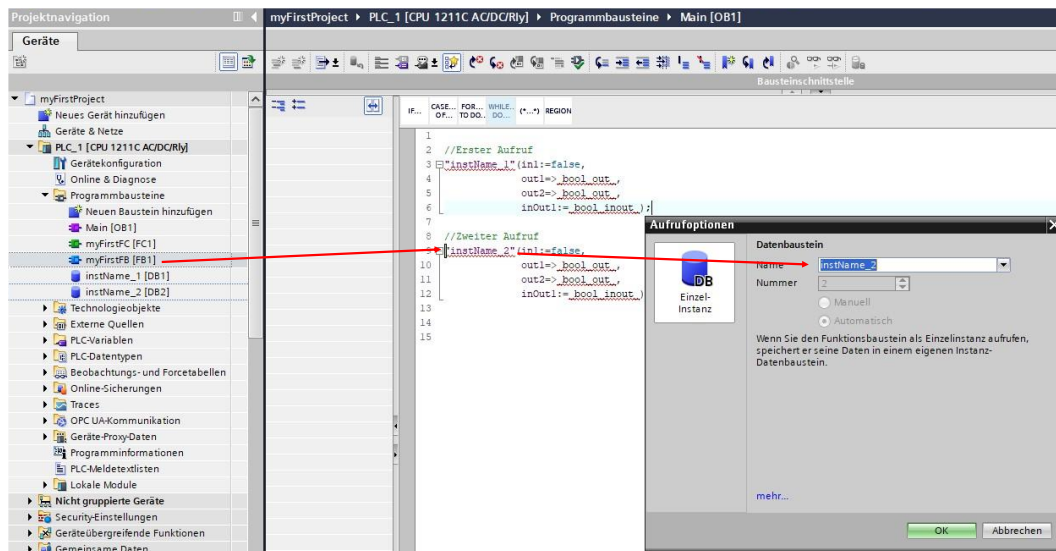 Projektnavigation
myFirstProject ▸ PLC_1 [CPU 1211C AC/DC/Rly] ▸ Programmbausteine ▸ Main [OB1]
Geräte
Bausteinschnittstelle
myFirstProject
Neues Gerät hinzufügen
Geräte & Netze
PLC_1 [CPU 1211C AC/DC/Rly]
Gerätekonfiguration
Online & Diagnose
Programmbausteine
Neuen Baustein hinzufügen
Main [OB1]
myFirstFC [FC1]
myFirstFB [FB1]
instName_1 [DB1]
instName_2 [DB2]
Technologieobjekte
Externe Quellen
PLC-Variablen
PLC-Datentypen
Beobachtungs- und Forcetabellen
Online-Sicherungen
Traces
OPC UA-Kommunikation
Geräte-Proxy-Daten
Programminformationen
PLC-Meldetextlisten
Lokale Module
Nicht gruppierte Geräte
Security-Einstellungen
Geräteübergreifende Funktionen
Gemeinsame Daten
IF... CASE... FOR... WHILE.. (*...*) REGION
OF... TO DO.. DO...
1
2 //Erster Aufruf
3 "instName_1"(in1:=false,
4 out1=>_bool_out_,
5 out2=>_bool_out_,
6 inOut1:=_bool_inout_);
7
8 //Zweiter Aufruf
9 "instName_2"(in1:=false,
10 out1=>_bool_out_,
11 out2=>_bool_out_,
12 inOut1:=_bool_inout_)
13
14
15
Aufrufoptionen
Datenbaustein
Name instName_2
Nummer 2
DB
Einzel-
Instanz
Manuell
Automatisch
Wenn Sie den Funktionsbaustein als Einzelinstanz aufrufen,
speichert er seine Daten in einem eigenen Instanz-
Datenbaustein.
mehr...
OK Abbrechen